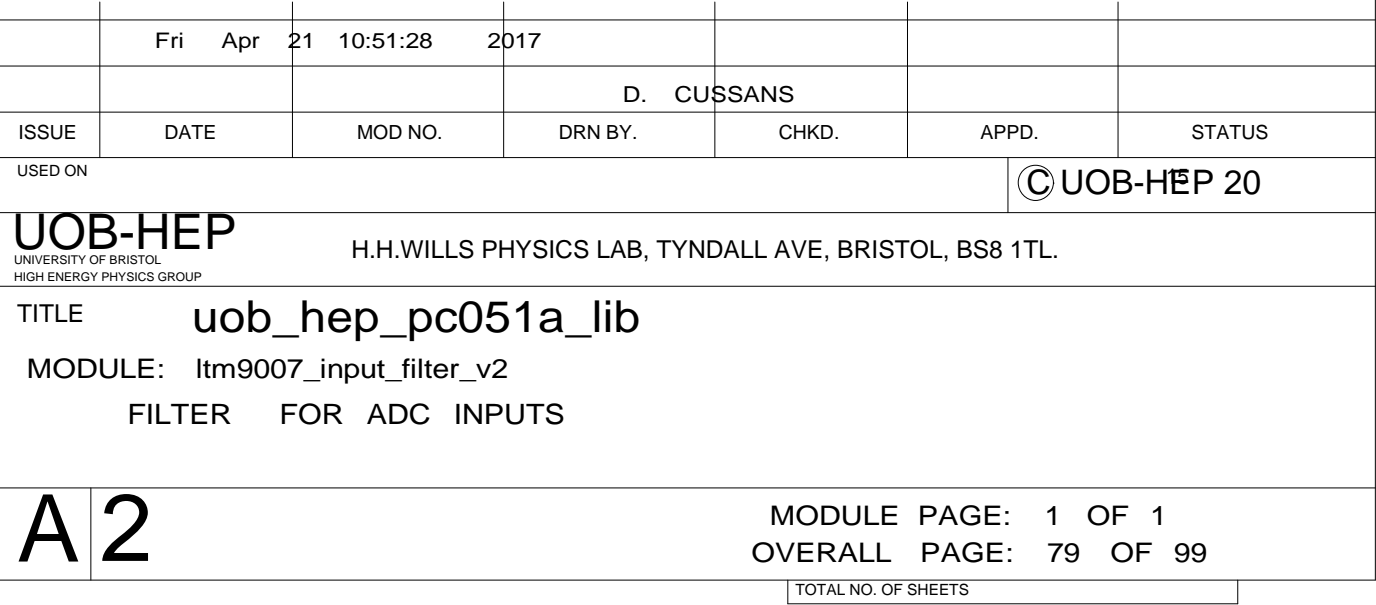 Fri Apr 21 10:51:28 2017
D. CUSSANS
ISSUE DATE MOD NO. DRN BY. CHKD. APPD. STATUS
USED ON
© UOB-HEP 20 15
UOB-HEP
UNIVERSITY OF BRISTOL
HIGH ENERGY PHYSICS GROUP
H.H.WILLS PHYSICS LAB, TYNDALL AVE, BRISTOL, BS8 1TL.
TITLE uob_hep_pc051a_lib
MODULE: ltm9007_input_filter_v2
FILTER FOR ADC INPUTS
A 2
MODULE PAGE: 1 OF 1
OVERALL PAGE: 79 OF 99
TOTAL NO. OF SHEETS